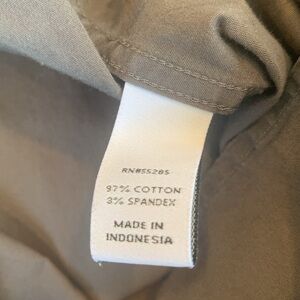 RN#55285
97% COTTON
3% SPANDEX
MADE IN
INDONESIA